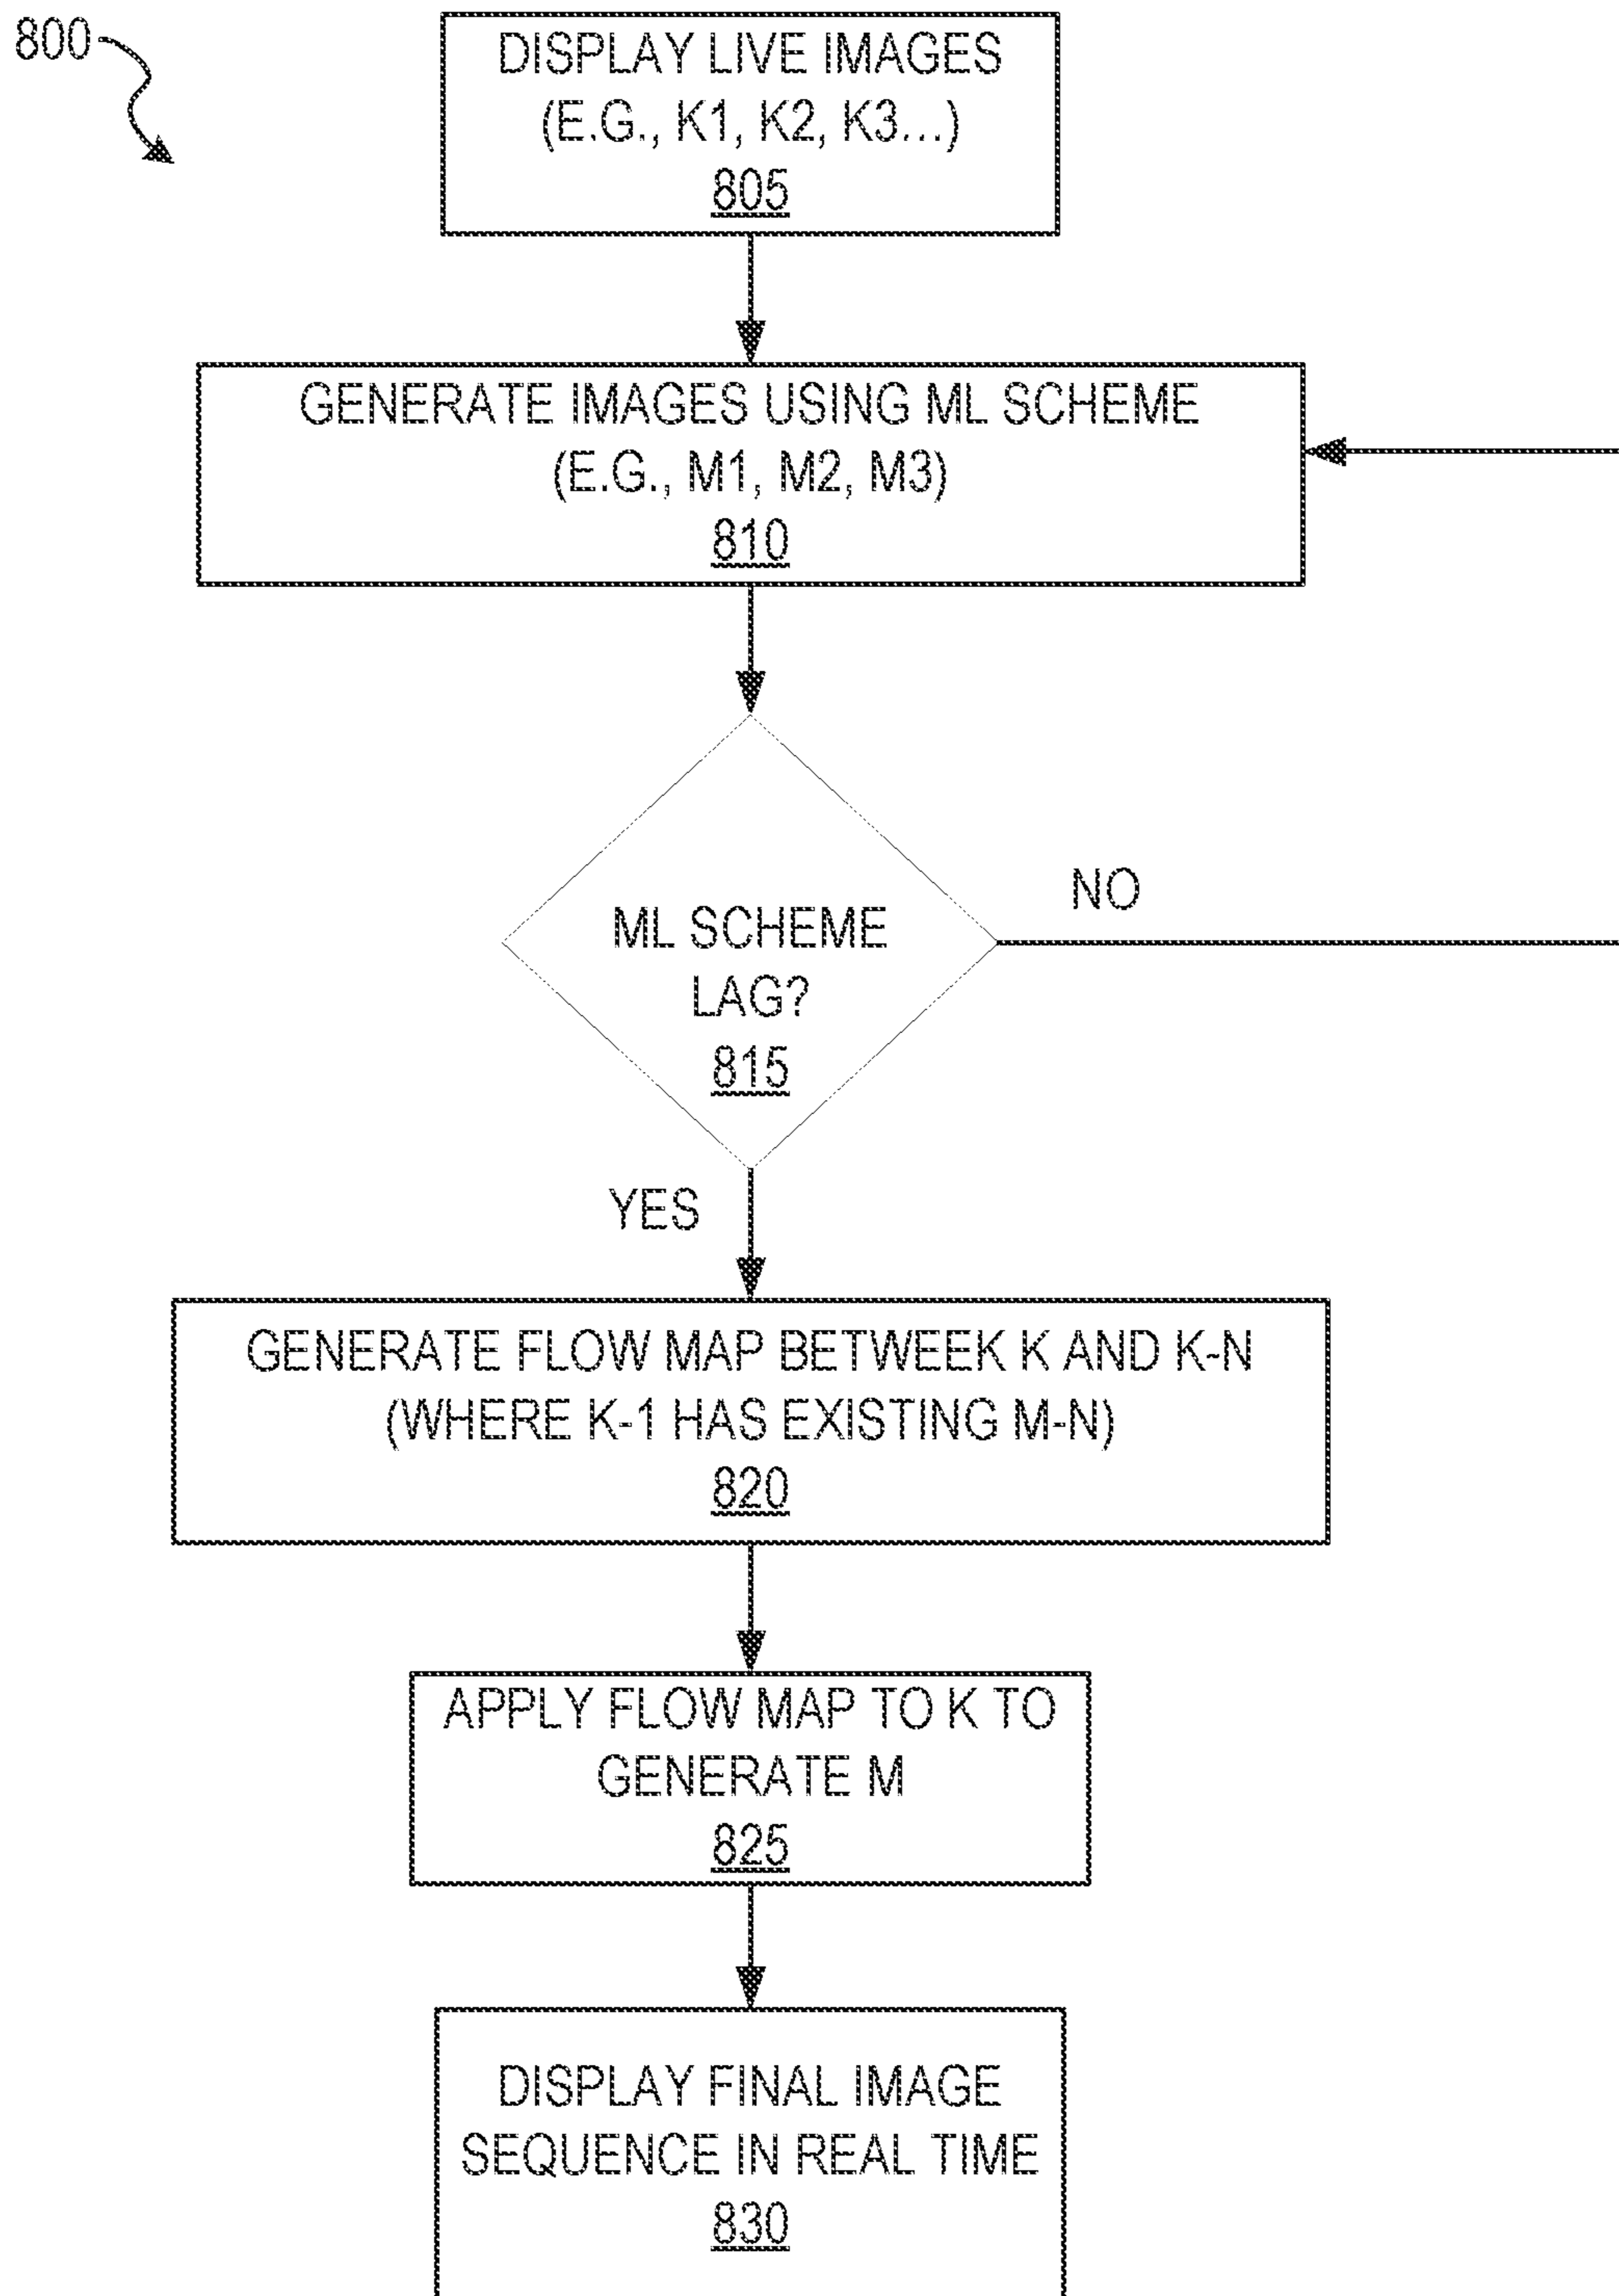 800
DISPLAY LIVE IMAGES
(E.G., K1, K2, K3...)
805
GENERATE IMAGES USING ML SCHEME
(E.G., M1, M2, M3)
810
ML SCHEME
LAG?
815
NO
YES
GENERATE FLOW MAP BETWEEK K AND K-N
(WHERE K-1 HAS EXISTING M-N)
820
APPLY FLOW MAP TO K TO
GENERATE M
825
DISPLAY FINAL IMAGE
SEQUENCE IN REAL TIME
830